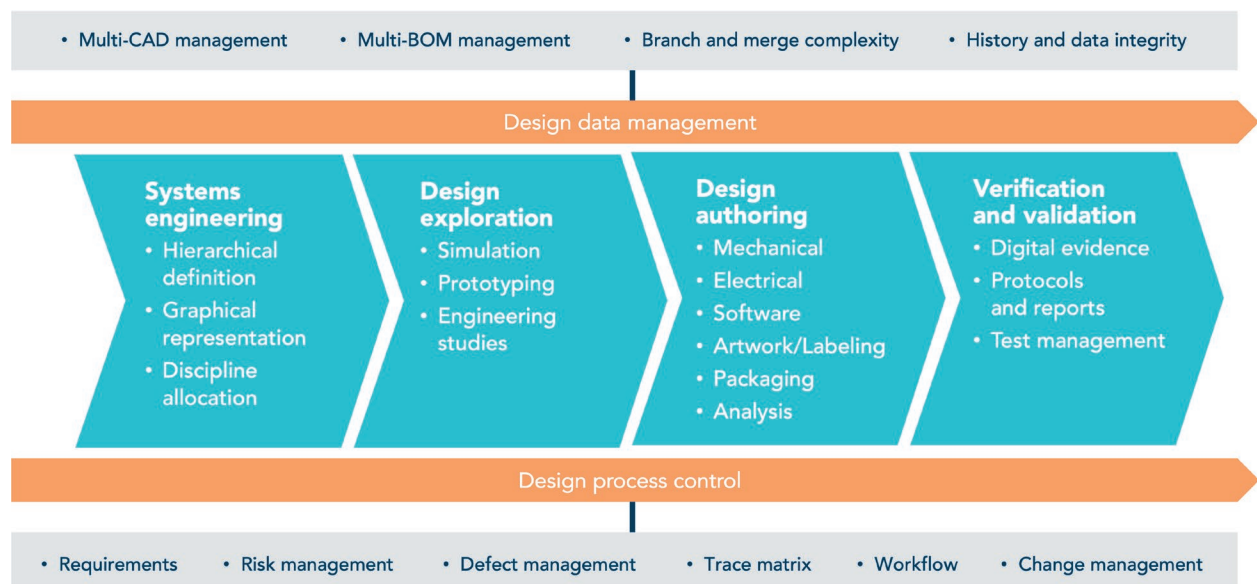 • Multi-CAD management • Multi-BOM management • Branch and merge complexity • History and data integrity
Design data management
Systems
engineering
• Hierarchical
definition
• Graphical
representation
• Discipline
allocation
Design
exploration
• Simulation
• Prototyping
• Engineering
studies
Design
authoring
• Mechanical
• Electrical
• Software
• Artwork/Labeling
• Packaging
• Analysis
Verification
and validation
• Digital evidence
• Protocols
and reports
• Test management
Design process control
• Requirements • Risk management • Defect management • Trace matrix • Workflow • Change management